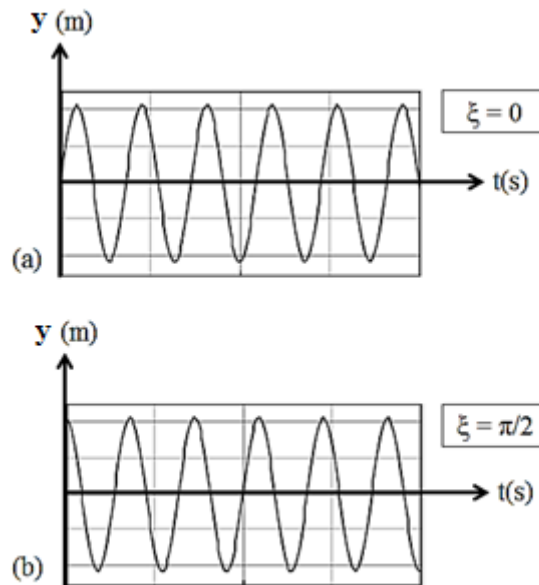 y (m)
ξ = 0
t(s)
(a)
y (m)
ξ = π/2
t(s)
(b)